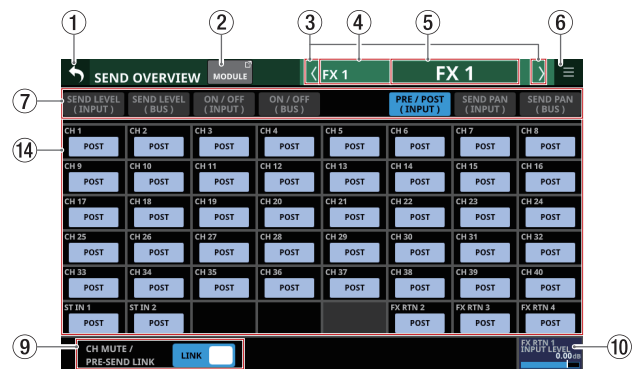 1 2 3 4 5 6
SEND OVERVIEW MODULE FX 1 FX 1
7
SEND LEVEL (INPUT)
SEND LEVEL (BUS)
ON / OFF (INPUT)
ON / OFF (BUS)
PRE / POST (INPUT)
SEND PAN (INPUT)
SEND PAN (BUS)
14
CH 1 CH 2 CH 3 CH 4 CH 5 CH 6 CH 7 CH 8
POST POST POST POST POST POST POST POST
CH 9 CH 10 CH 11 CH 12 CH 13 CH 14 CH 15 CH 16
POST POST POST POST POST POST POST POST
CH 17 CH 18 CH 19 CH 20 CH 21 CH 22 CH 23 CH 24
POST POST POST POST POST POST POST POST
CH 25 CH 26 CH 27 CH 28 CH 29 CH 30 CH 31 CH 32
POST POST POST POST POST POST POST POST
CH 33 CH 34 CH 35 CH 36 CH 37 CH 38 CH 39 CH 40
POST POST POST POST POST POST POST POST
ST IN 1 ST IN 2 FX RTN 2 FX RTN 3 FX RTN 4
POST POST POST POST POST
9
CH MUTE /
PRE-SEND LINK
LINK
FX RTN 1
INPUT LEVEL
0.00dB
10